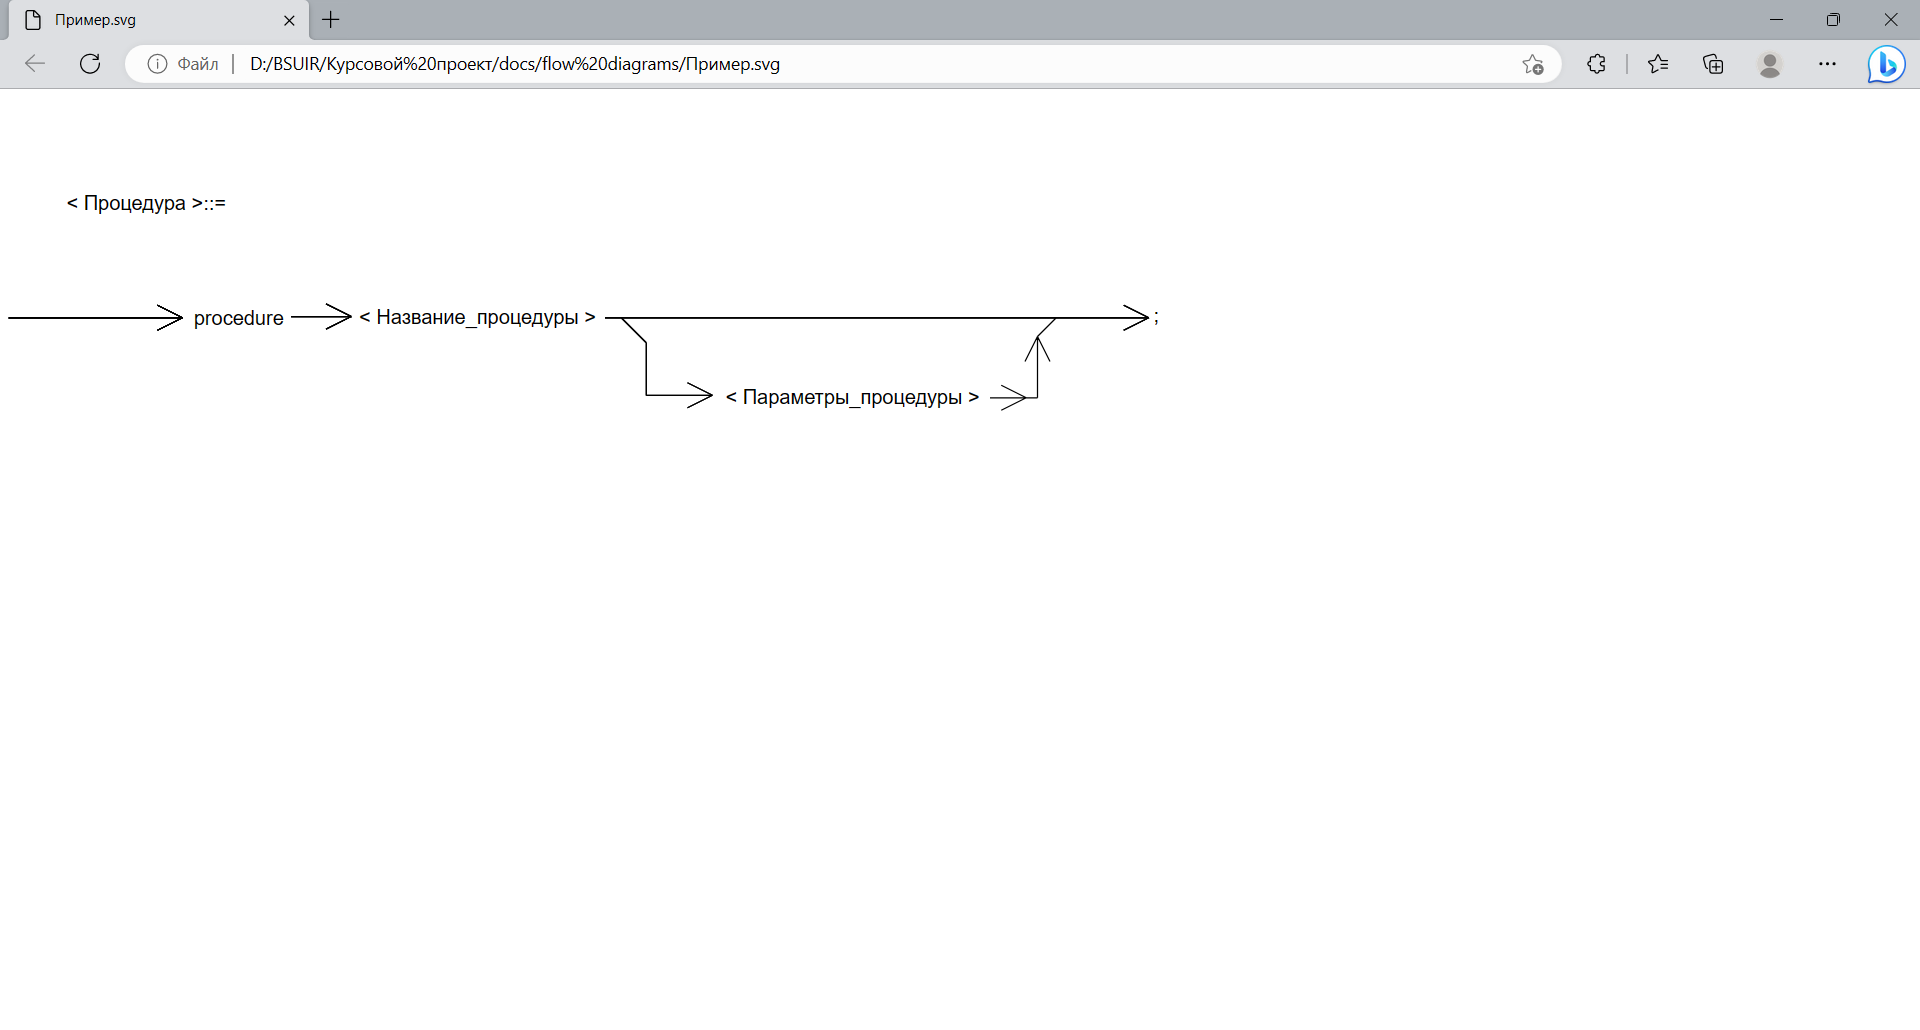 Пример.svg
Файл D:/BSUIR/Курсовой%20проект/docs/flow%20diagrams/Пример.svg
< Процедура >::=
procedure < Название_процедуры > ;
< Параметры_процедуры >